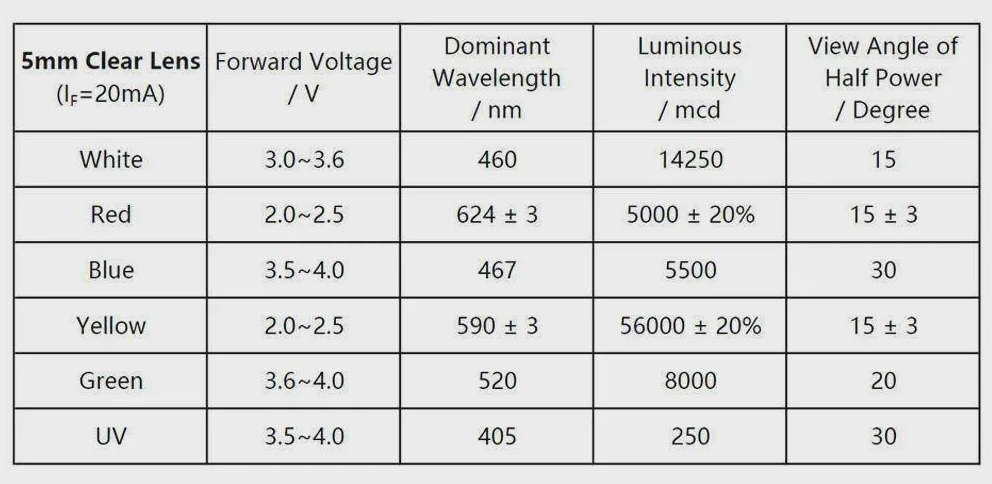 5mm Clear Lens (IF=20mA) Forward Voltage / V Dominant Wavelength / nm Luminous Intensity / mcd View Angle of Half Power / Degree
White 3.0~3.6 460 14250 15
Red 2.0~2.5 624 ± 3 5000 ± 20% 15 ± 3
Blue 3.5~4.0 467 5500 30
Yellow 2.0~2.5 590 ± 3 56000 ± 20% 15 ± 3
Green 3.6~4.0 520 8000 20
UV 3.5~4.0 405 250 30